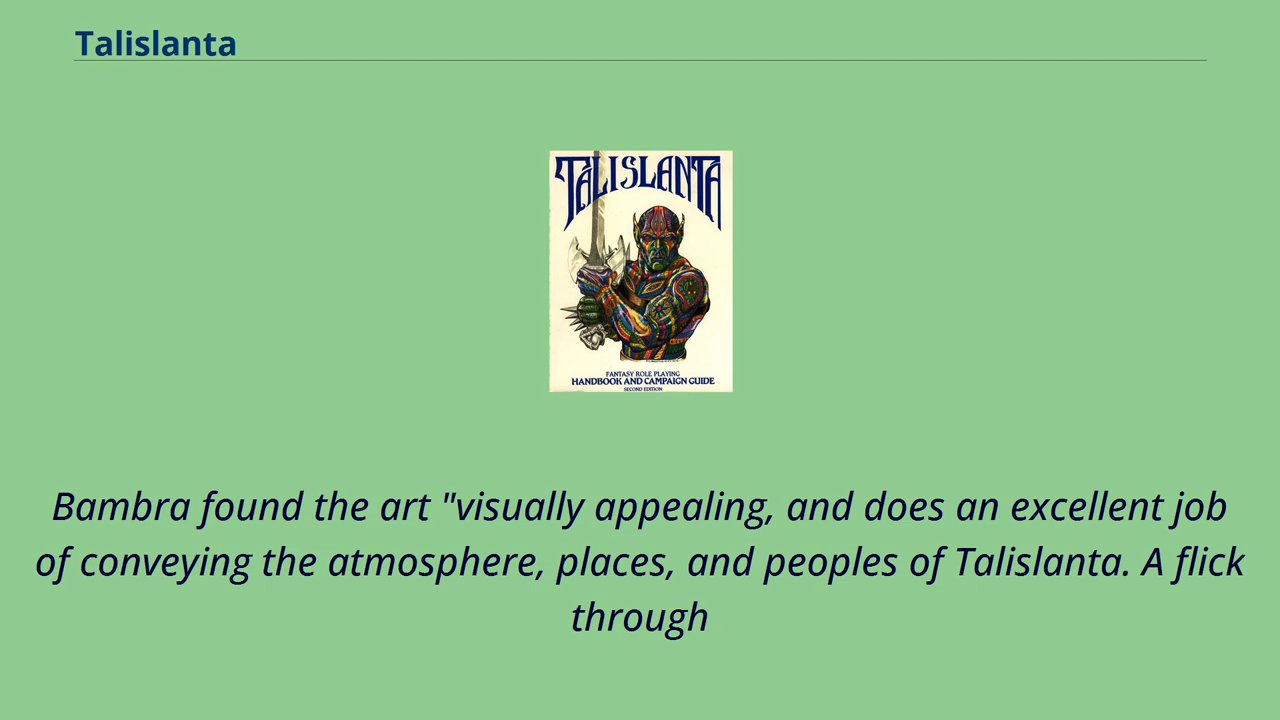 Talislanta
TALISLANTA
FANTASY ROLE PLAYING
HANDBOOK AND CAMPAIGN GUIDE
SECOND EDITION
Bambra found the art "visually appealing, and does an excellent job
of conveying the atmosphere, places, and peoples of Talislanta. A flick
through